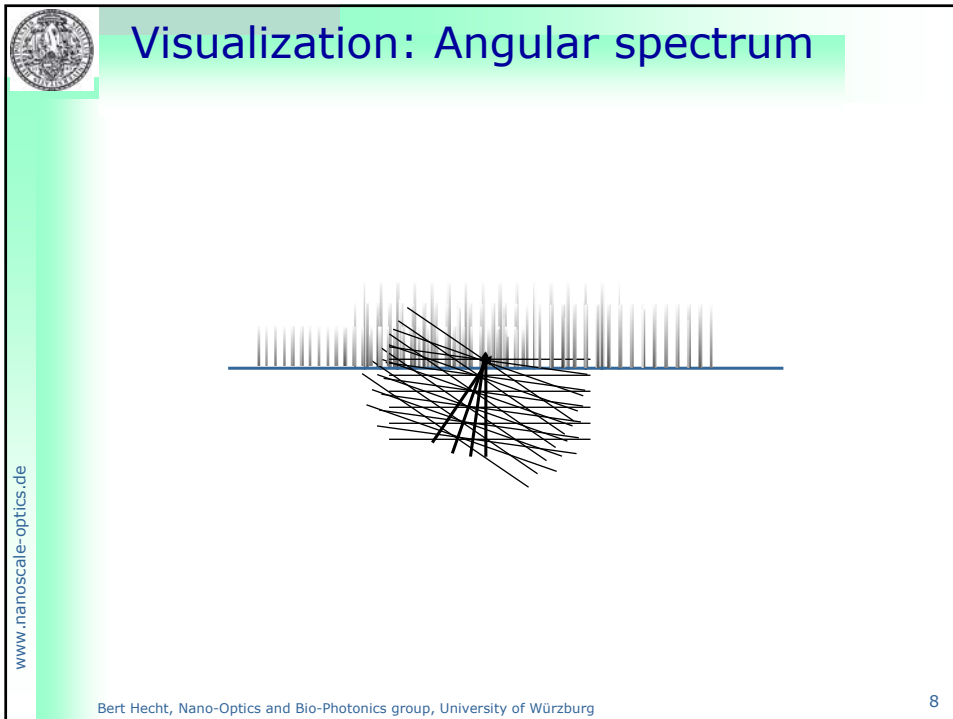 Visualization: Angular spectrum
www.nanoscale-optics.de
Bert Hecht, Nano-Optics and Bio-Photonics group, University of Würzburg
8